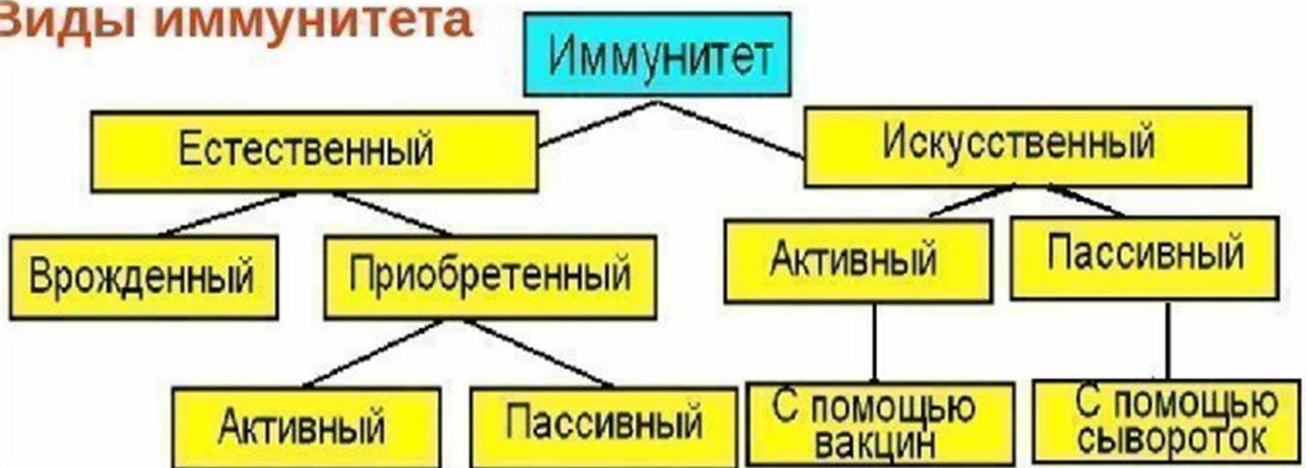 Виды иммунитета
Иммунитет
Естественный
Искусственный
Врожденный
Приобретенный
Активный
Пассивный
Активный
Пассивный
С помощью
вакцин
С помощью
сывороток